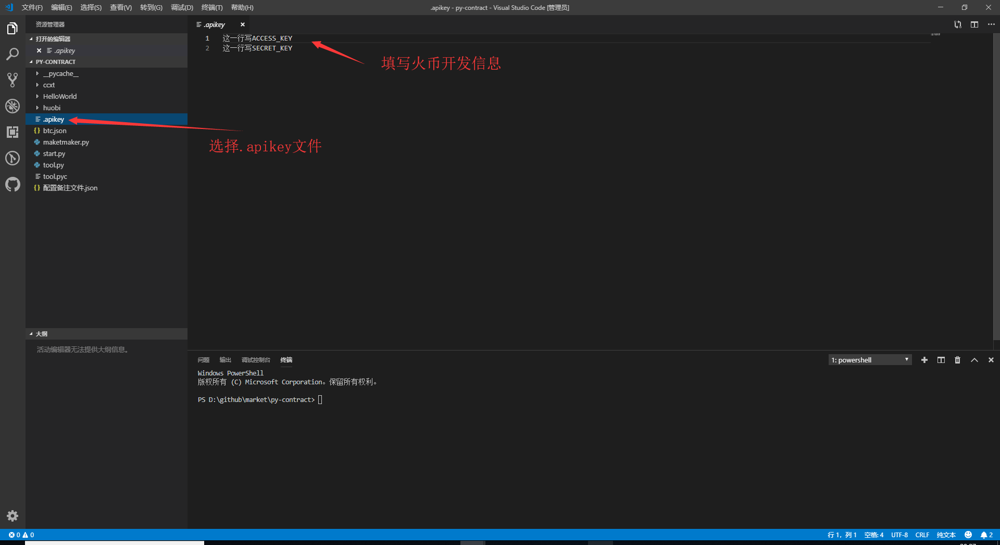 文件(F) 编辑(E) 选择(S) 查看(V) 转到(G) 调试(D) 终端(T) 帮助(H) .apikey - py-contract - Visual Studio Code [管理员]
资源管理器
打开的编辑器
.apikey
PY-CONTRACT
__pycache__
ccxt
HelloWorld
huobi
.apikey
btc.json
maketmaker.py
start.py
tool.py
tool.pyc
配置备注文件.json
大纲
活动编辑器无法提供大纲信息。
.apikey
1 这一行写ACCESS_KEY
2 这一行写SECRET_KEY
填写火币开发信息
选择.apikey文件
问题 输出 调试控制台 终端 1: powershell
Windows PowerShell
版权所有 (C) Microsoft Corporation。保留所有权利。
PS D:\github\market\py-contract>
0 0 行 1，列 1 空格: 4 UTF-8 CRLF 纯文本 2